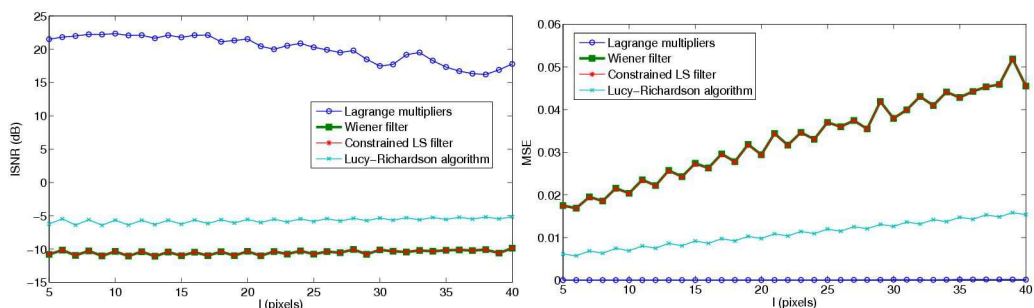 25
20
15
10
5
0
−5
−10
−15
5
10
15
20
25
30
35
40
ISNR (dB)
l (pixels)
Lagrange multipliers
Wiener filter
Constrained LS filter
Lucy−Richardson algorithm
0.06
0.05
0.04
0.03
0.02
0.01
0
5
10
15
20
25
30
35
40
MSE
l (pixels)
Lagrange multipliers
Wiener filter
Constrained LS filter
Lucy−Richardson algorithm